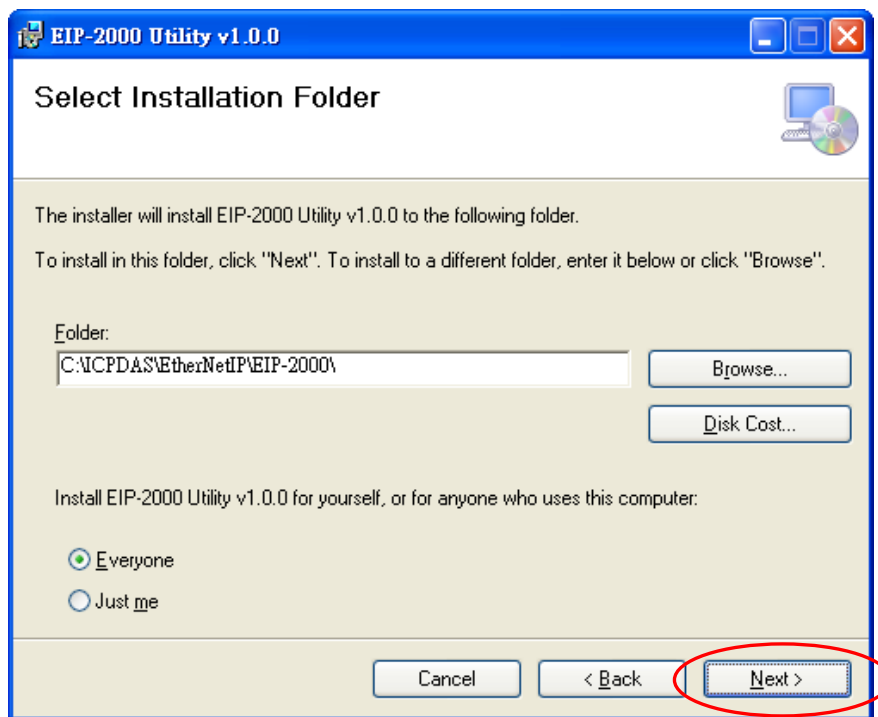 EIP-2000 Utility v1.0.0
Select Installation Folder
The installer will install EIP-2000 Utility v1.0.0 to the following folder.
To install in this folder, click "Next". To install to a different folder, enter it below or click "Browse".
Folder:
C:\ICPDAS\EtherNetIP\EIP-2000\
Browse...
Disk Cost...
Install EIP-2000 Utility v1.0.0 for yourself, or for anyone who uses this computer:
Everyone
Just me
Cancel
< Back
Next >